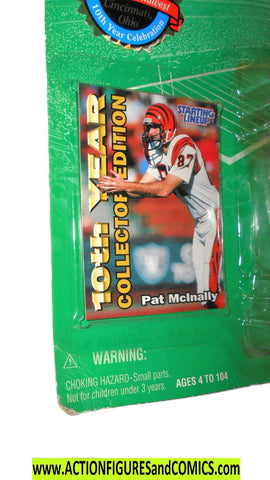 Midwest
Cincinnati,
Ohio
10th Year Celebration
10th YEAR
COLLECTOR EDITION
STARTING
LINEUP
87
Pat McInally
WARNING:
CHOKING HAZARD-Small parts.
Not for children under 3 years.
AGES 4 TO 104
www.ACTIONFIGURESandCOMICS.com